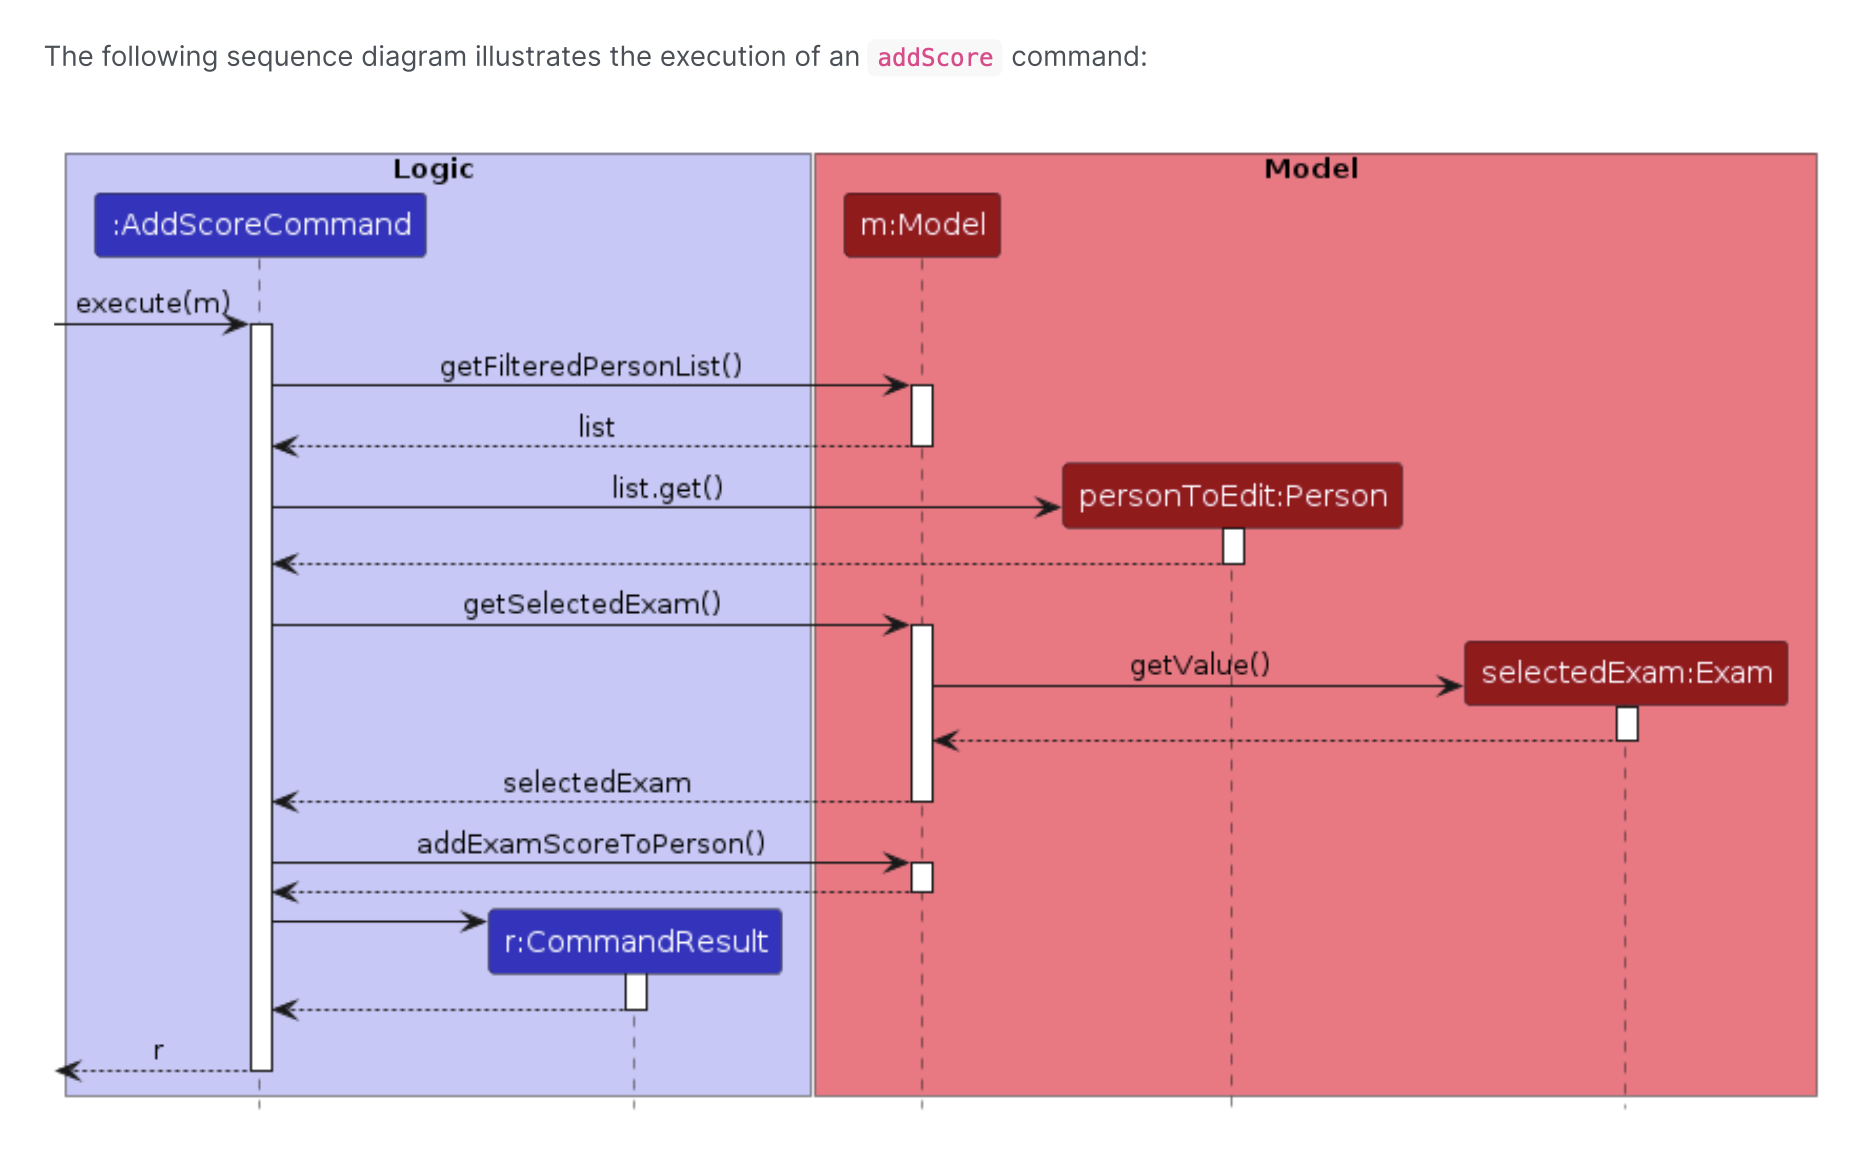 The following sequence diagram illustrates the execution of an addScore command:
Logic
Model
:AddScoreCommand
m:Model
execute(m)
getFilteredPersonList()
list
list.get()
personToEdit:Person
getSelectedExam()
getValue()
selectedExam:Exam
selectedExam
addExamScoreToPerson()
r:CommandResult
r